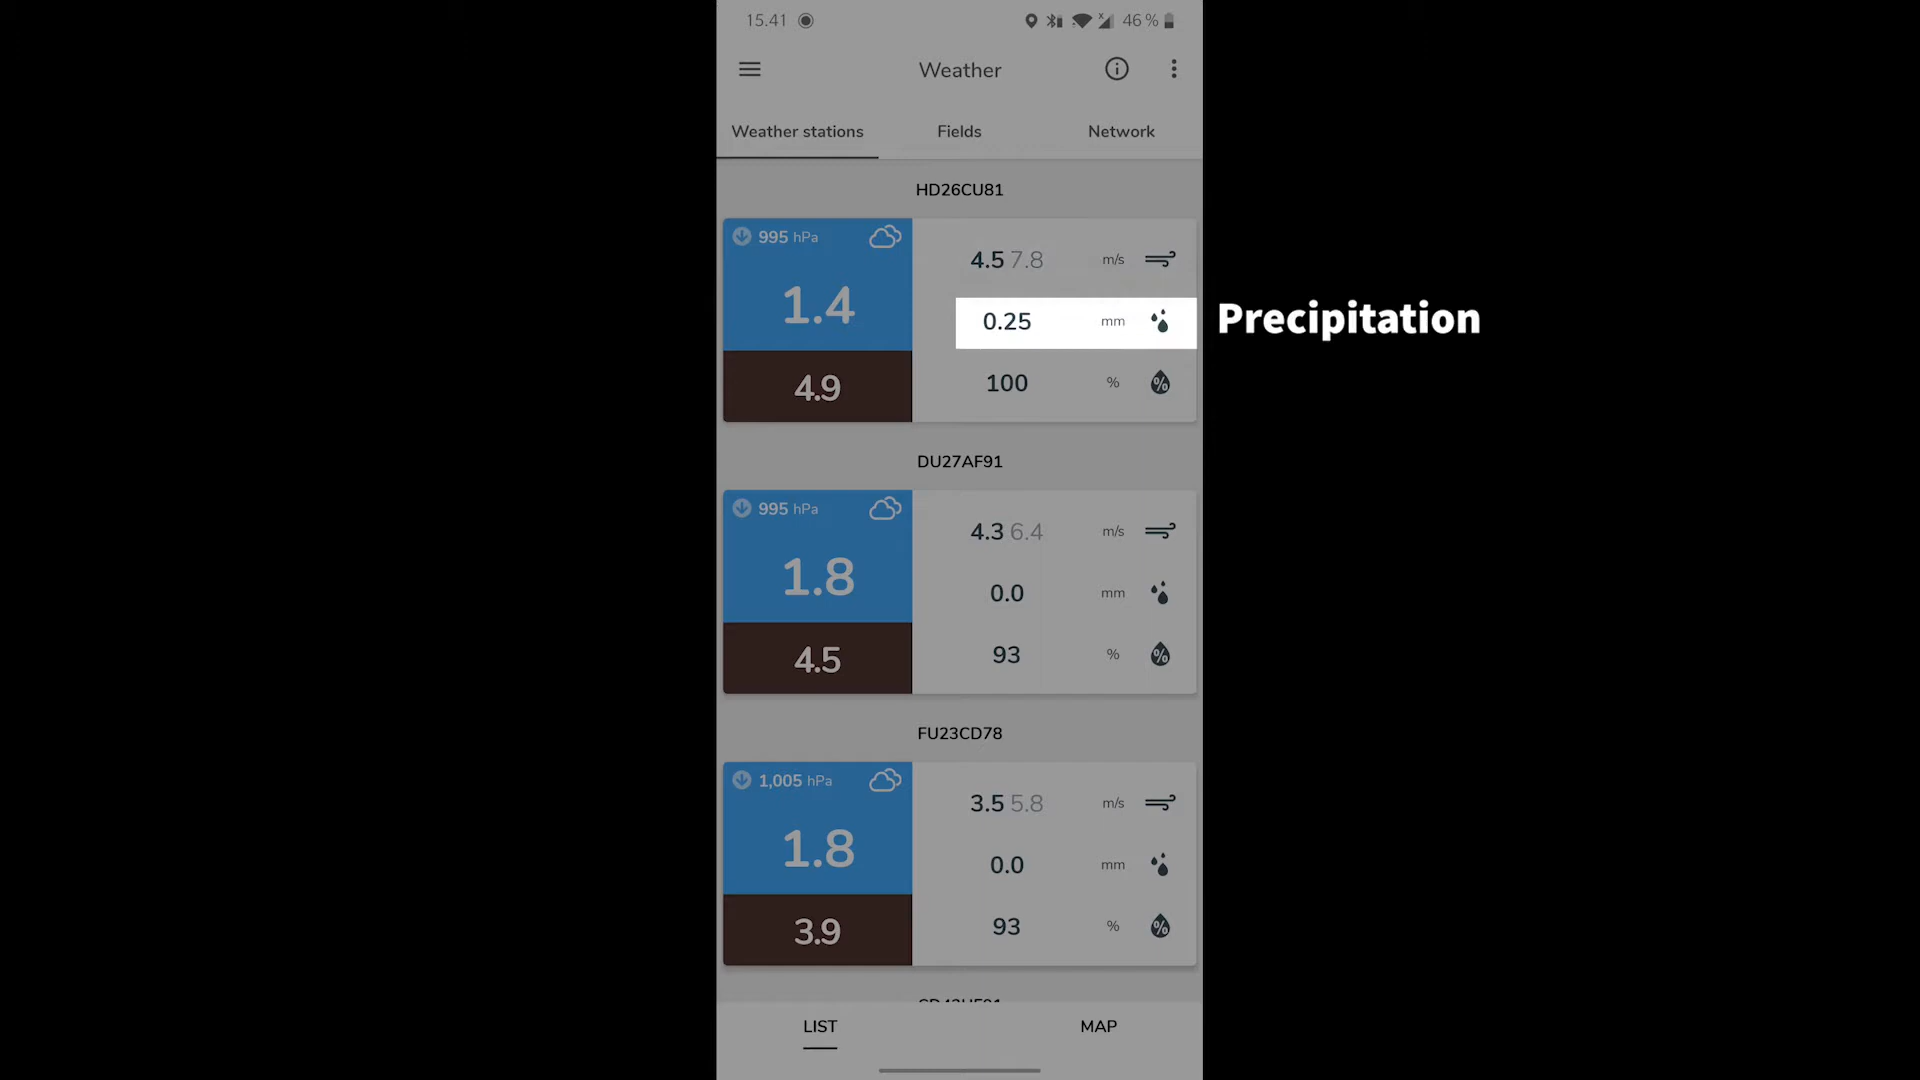 15.41
46 %
Weather
Weather stations
Fields
Network
HD26CU81
995 hPa
1.4
4.9
4.5 7.8 m/s
0.25 mm
Precipitation
100 %
DU27AF91
995 hPa
1.8
4.5
4.3 6.4 m/s
0.0 mm
93 %
FU23CD78
1,005 hPa
1.8
3.9
3.5 5.8 m/s
0.0 mm
93 %
LIST
MAP